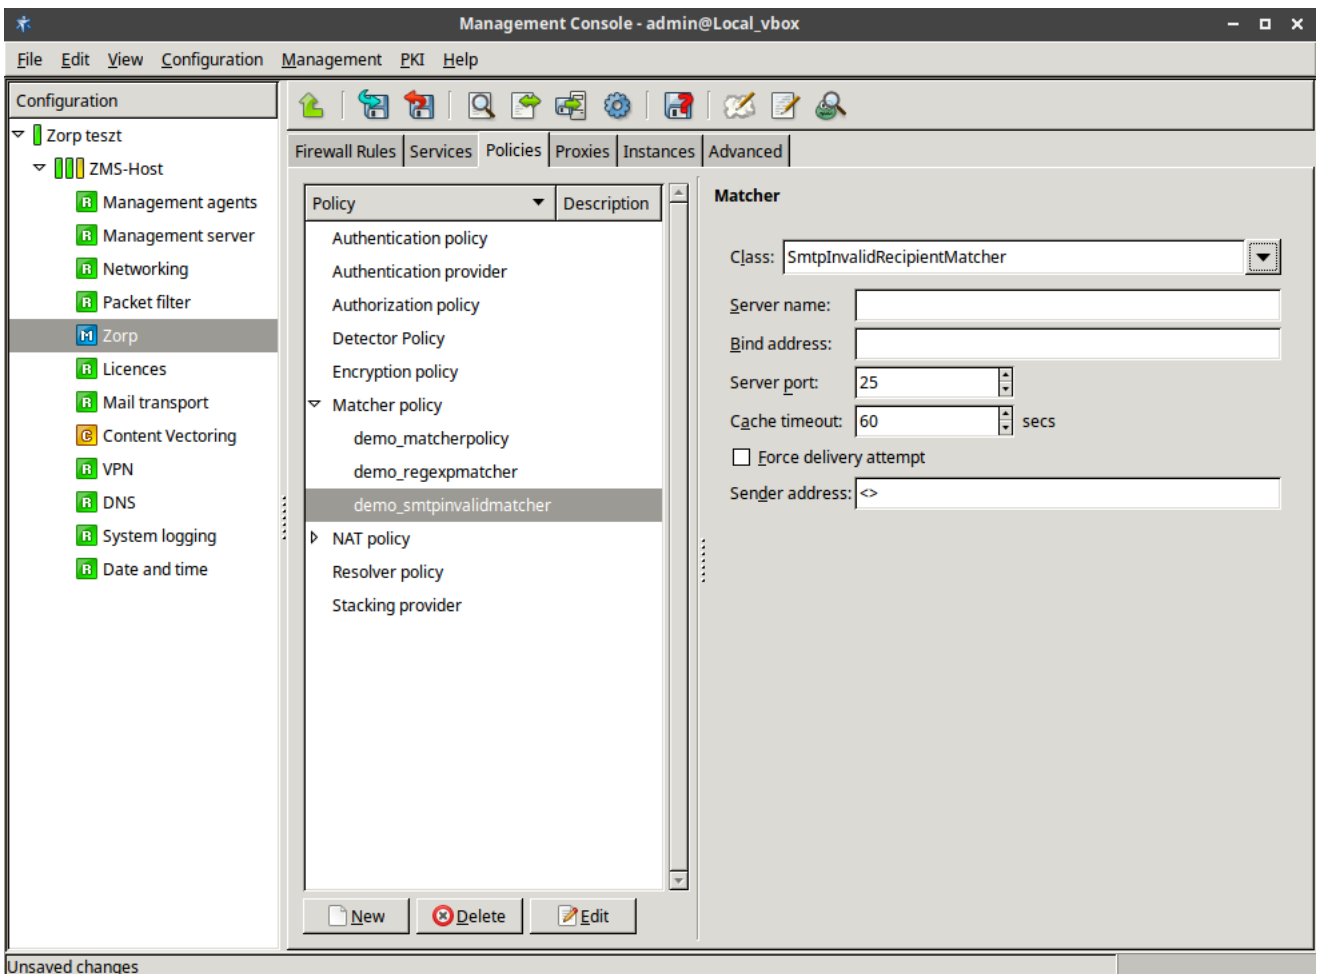 Management Console - admin@Local_vbox
File Edit View Configuration Management PKI Help
Configuration
Zorp teszt
ZMS-Host
R Management agents
R Management server
R Networking
R Packet filter
M Zorp
R Licences
R Mail transport
C Content Vectoring
R VPN
R DNS
R System logging
R Date and time
Firewall Rules Services Policies Proxies Instances Advanced
Policy Description
Authentication policy
Authentication provider
Authorization policy
Detector Policy
Encryption policy
Matcher policy
demo_matcherpolicy
demo_regexpmatcher
demo_smtpinvalidmatcher
NAT policy
Resolver policy
Stacking provider
New Delete Edit
Matcher
Class: SmtpInvalidRecipientMatcher
Server name:
Bind address:
Server port: 25
Cache timeout: 60 secs
Force delivery attempt
Sender address: <>
Unsaved changes